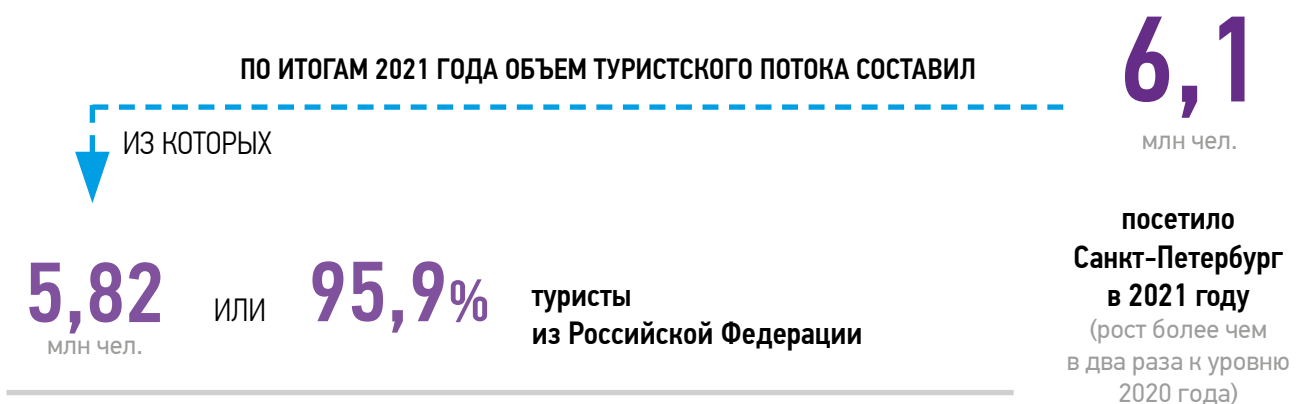 ПО ИТОГАМ 2021 ГОДА ОБЪЕМ ТУРИСТСКОГО ПОТОКА СОСТАВИЛ
6,1
млн чел.
ИЗ КОТОРЫХ
посетило
Санкт-Петербург
в 2021 году
(рост более чем
в два раза к уровню
2020 года)
5,82
млн чел.
ИЛИ
95,9%
туристы
из Российской Федерации